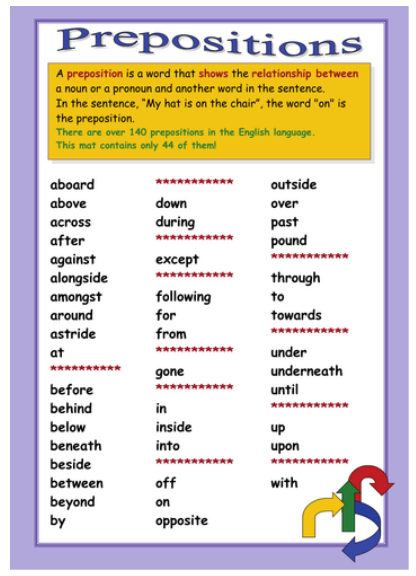 Prepositions
A preposition is a word that shows the relationship between
a noun or a pronoun and another word in the sentence.
In the sentence, "My hat is on the chair", the word "on" is
the preposition.
There are over 140 prepositions in the English language.
This mat contains only 44 of them!
aboard
above
across
after
against
alongside
amongst
around
astride
at
**********
before
behind
below
beneath
beside
between
beyond
by
***********
down
during
***********
except
***********
following
for
from
***********
gone
***********
in
inside
into
***********
off
on
opposite
outside
over
past
pound
***********
through
to
towards
***********
under
underneath
until
***********
up
upon
***********
with